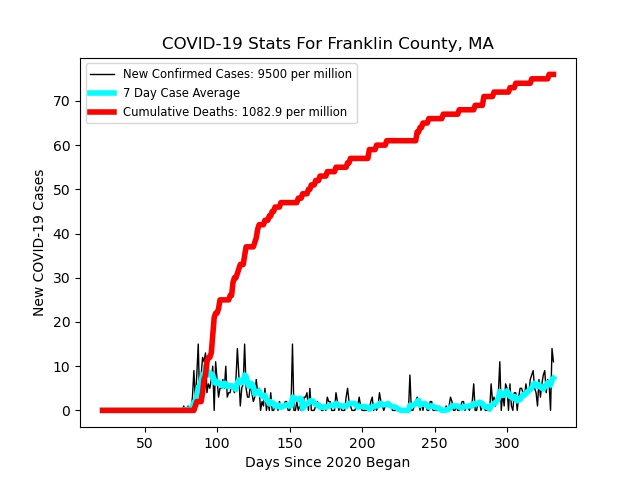 COVID-19 Stats For Franklin County, MA
New Confirmed Cases: 9500 per million
7 Day Case Average
Cumulative Deaths: 1082.9 per million
New COVID-19 Cases
70
60
50
40
30
20
10
0
50 100 150 200 250 300
Days Since 2020 Began